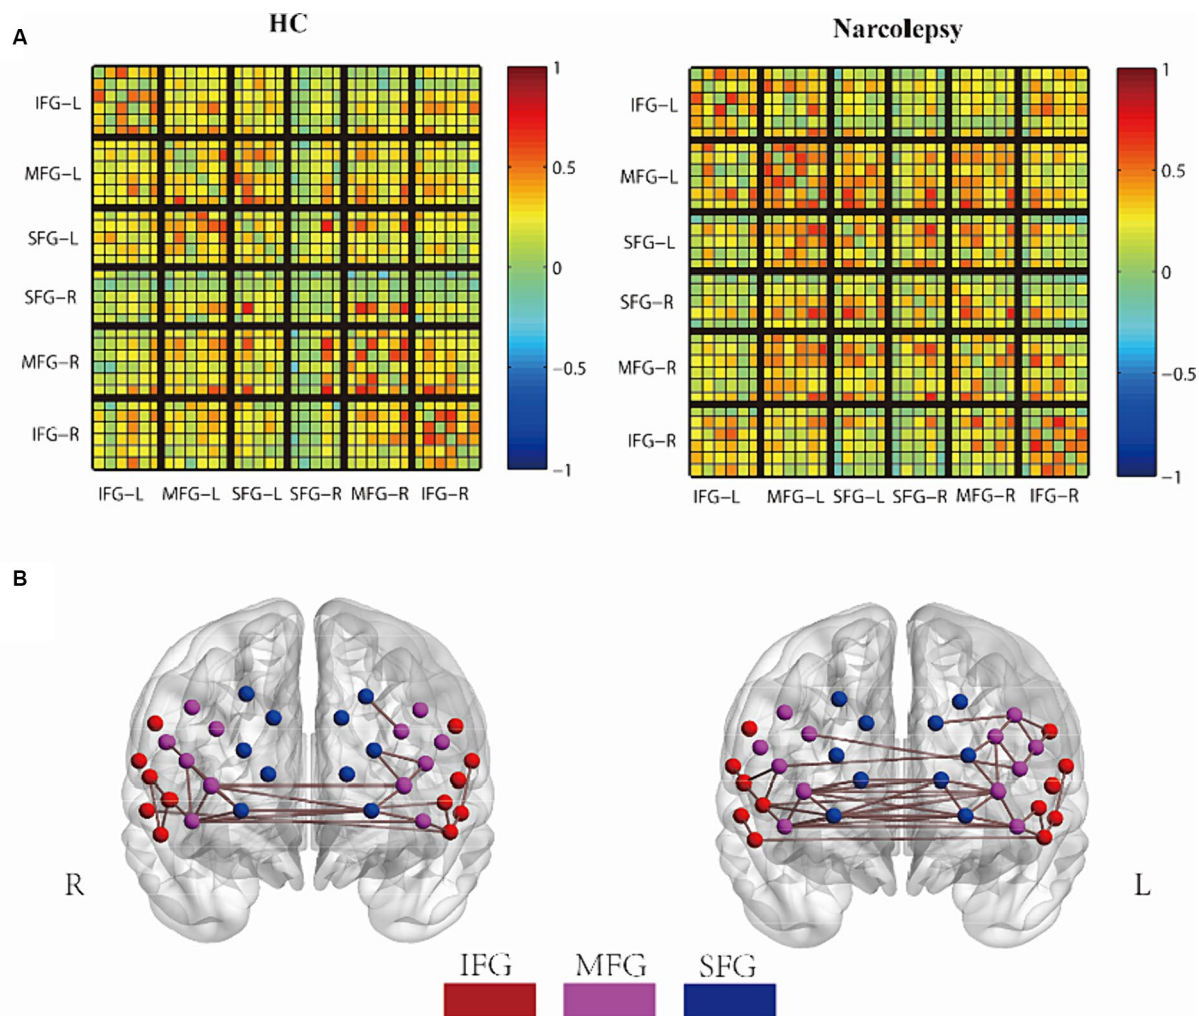 A
HC
Narcolepsy
IFG–L
MFG–L
SFG–L
SFG–R
MFG–R
IFG–R
IFG–L MFG–L SFG–L SFG–R MFG–R IFG–R
1
0.5
0
−0.5
−1
IFG–L
MFG–L
SFG–L
SFG–R
MFG–R
IFG–R
IFG–L MFG–L SFG–L SFG–R MFG–R IFG–R
1
0.5
0
−0.5
−1
B
R
L
IFG MFG SFG